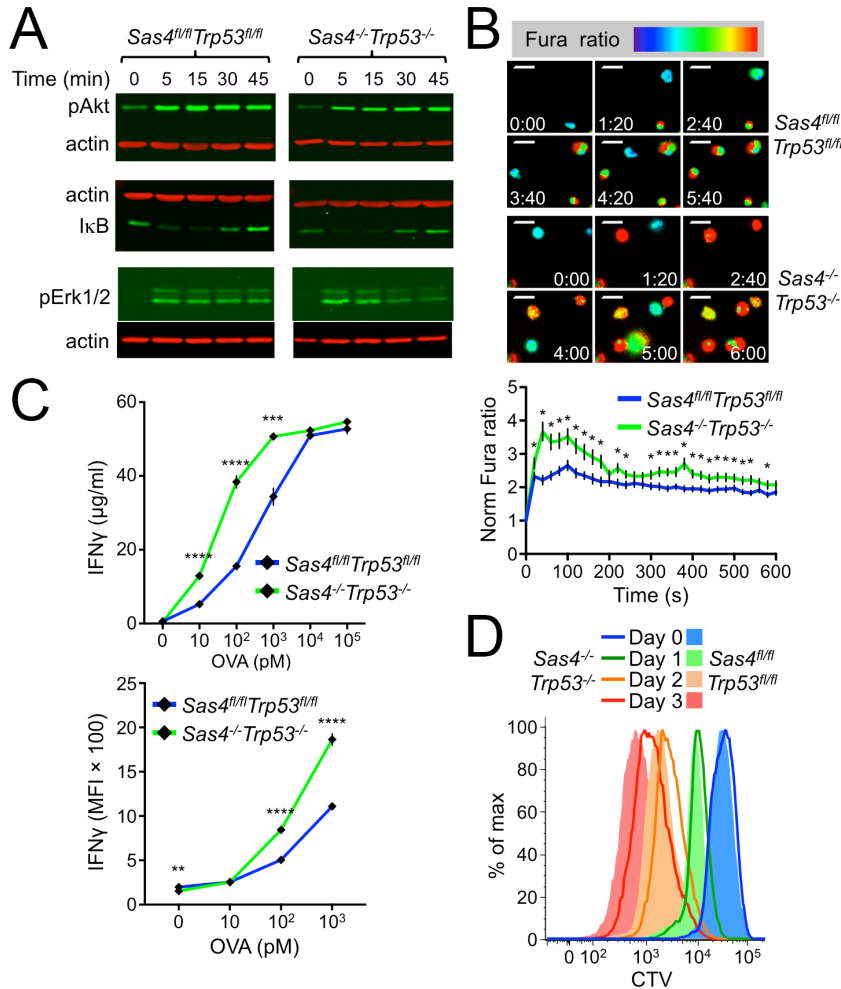 A
Sas4fl/flTrp53fl/fl
Sas4-/-Trp53-/-
Time (min) 0 5 15 30 45 0 5 15 30 45
pAkt
actin
actin
IκB
pErk1/2
actin
B
Fura ratio
0:00 1:20 2:40
3:40 4:20 5:40
Sas4fl/fl
Trp53fl/fl
0:00 1:20 2:40
4:00 5:00 6:00
Sas4-/-
Trp53-/-
Norm Fura ratio
5
4
3
2
1
0
Sas4fl/flTrp53fl/fl
Sas4-/-Trp53-/-
* * * * * * * * * * * * * * * * * * * * * *
0 100 200 300 400 500 600
Time (s)
C
IFNγ (µg/ml)
60
40
20
0
**** **** ***
Sas4fl/flTrp53fl/fl
Sas4-/-Trp53-/-
0 10 10² 10³ 10⁴ 10⁵
OVA (pM)
IFNγ (MFI × 100)
25
20
15
10
5
0
Sas4fl/flTrp53fl/fl
Sas4-/-Trp53-/-
** **** ****
0 10 10² 10³
OVA (pM)
D
Sas4-/-
Trp53-/-
Day 0
Day 1
Day 2
Day 3
Sas4fl/fl
Trp53fl/fl
% of max
100
80
60
40
20
0
0 10² 10³ 10⁴ 10⁵
CTV